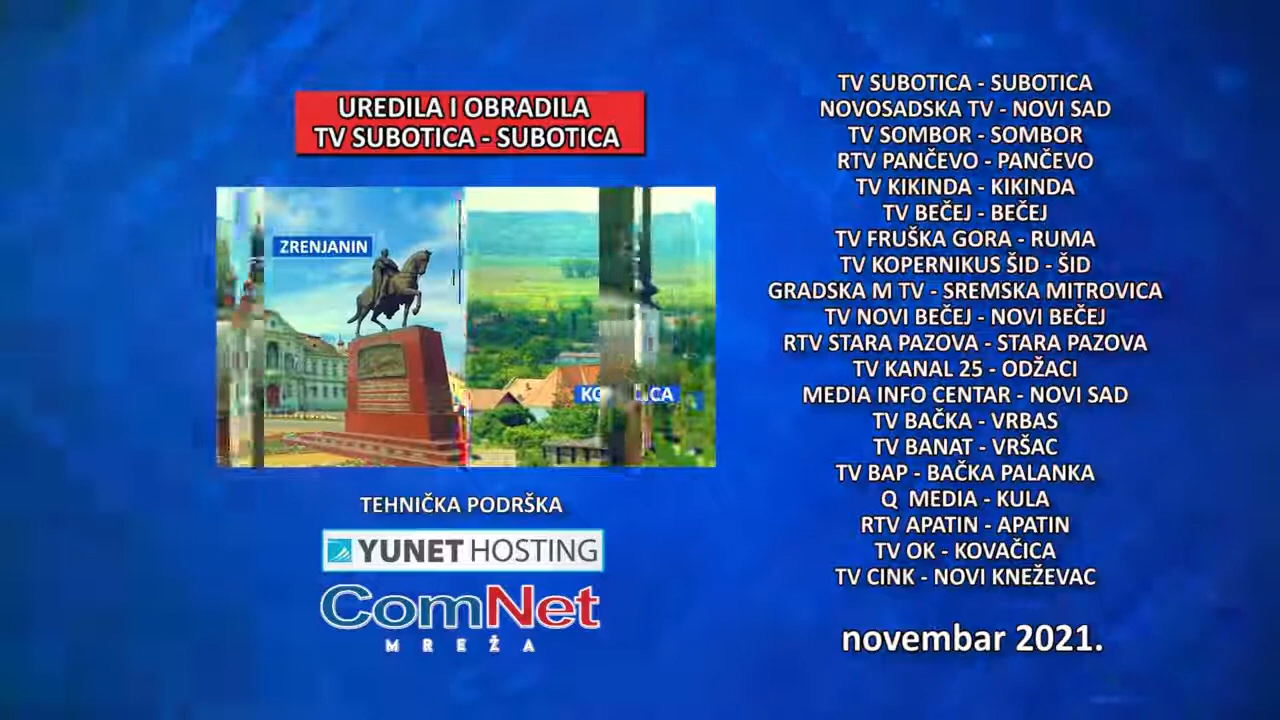 UREDILA I OBRADILA
TV SUBOTICA - SUBOTICA
ZRENJANIN
TEHNIČKA PODRŠKA
YUNET HOSTING
ComNet
MREŽA
TV SUBOTICA - SUBOTICA
NOVOSADSKA TV - NOVI SAD
TV SOMBOR - SOMBOR
RTV PANČEVO - PANČEVO
TV KIKINDA - KIKINDA
TV BEČEJ - BEČEJ
TV FRUŠKA GORA - RUMA
TV KOPERNIKUS ŠID - ŠID
GRADSKA M TV - SREMSKA MITROVICA
TV NOVI BEČEJ - NOVI BEČEJ
RTV STARA PAZOVA - STARA PAZOVA
TV KANAL 25 - ODŽACI
MEDIA INFO CENTAR - NOVI SAD
TV BAČKA - VRBAS
TV BANAT - VRŠAC
TV BAP - BAČKA PALANKA
Q MEDIA - KULA
RTV APATIN - APATIN
TV OK - KOVAČICA
TV CINK - NOVI KNEŽEVAC
novembar 2021.